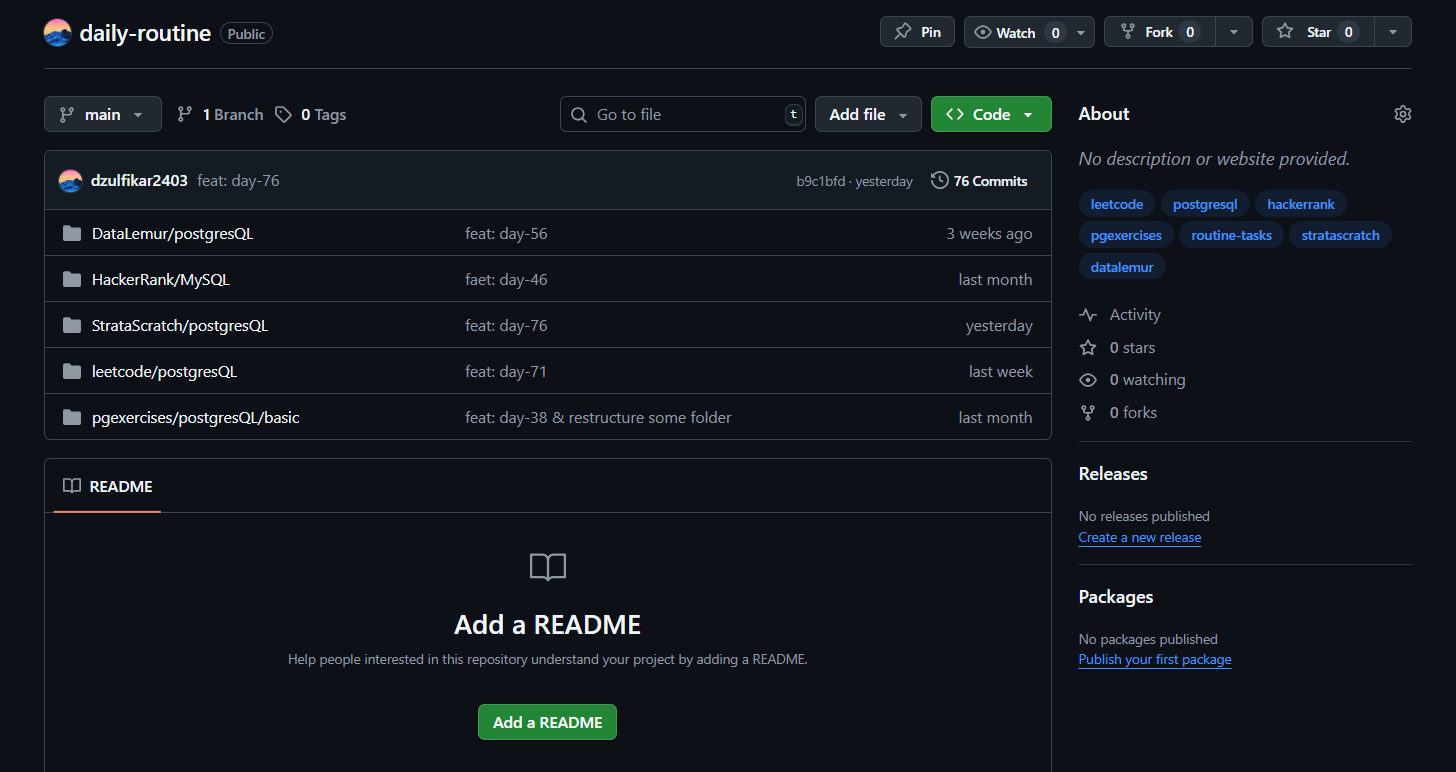 daily-routine Public Pin Watch 0 Fork 0 Star 0
main 1 Branch 0 Tags Go to file t Add file Code
dzulfikar2403 feat: day-76 b9c1bfd · yesterday 76 Commits
DataLemur/postgresQL feat: day-56 3 weeks ago
HackerRank/MySQL faet: day-46 last month
StrataScratch/postgresQL feat: day-76 yesterday
leetcode/postgresQL feat: day-71 last week
pgexercises/postgresQL/basic feat: day-38 & restructure some folder last month
README
Add a README
Help people interested in this repository understand your project by adding a README.
Add a README
About
No description or website provided.
leetcode postgresql hackerrank
pgexercises routine-tasks stratascratch
datalemur
Activity
0 stars
0 watching
0 forks
Releases
No releases published
Create a new release
Packages
No packages published
Publish your first package